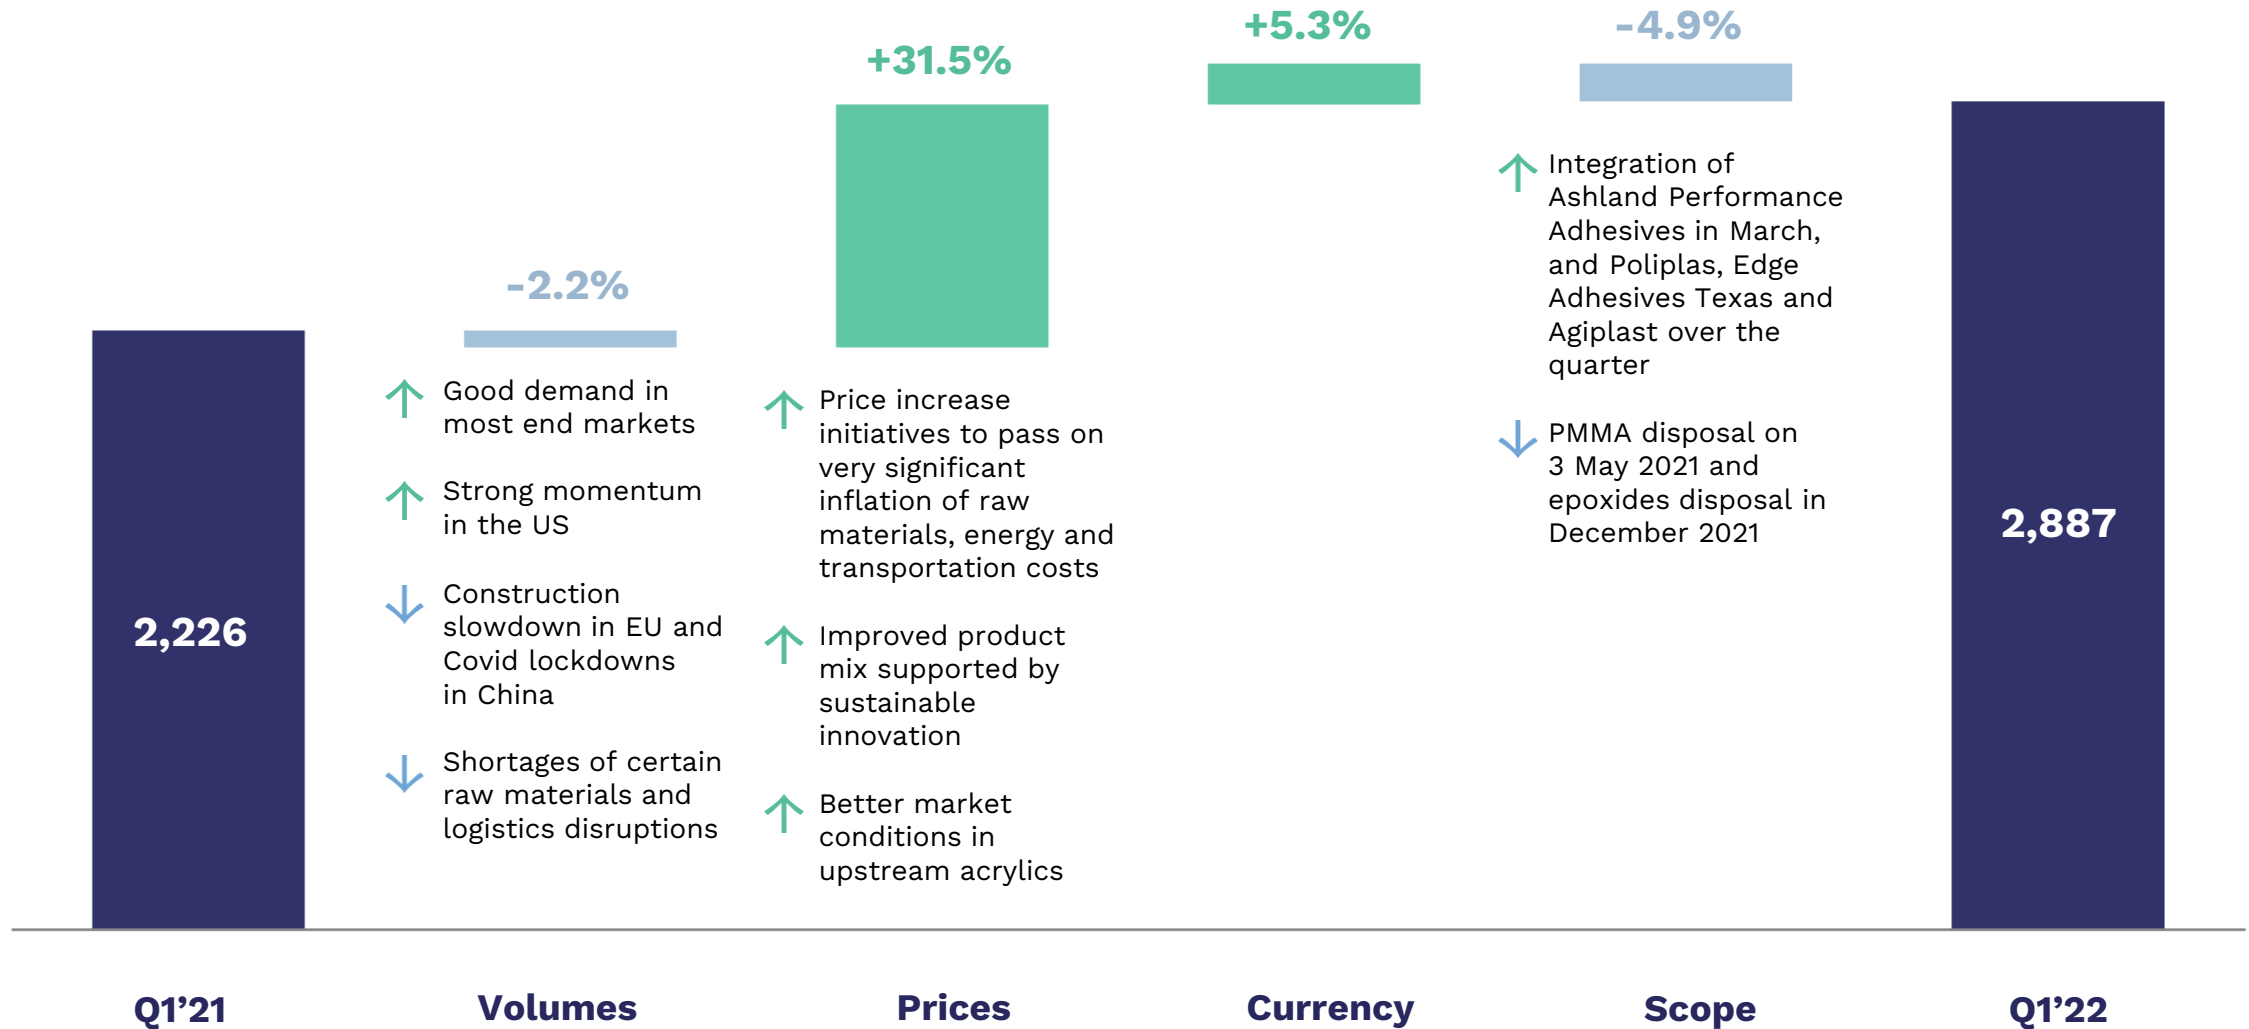 +5.3%
-4.9%
+31.5%
-2.2%
Good demand in
most end markets
Strong momentum
in the US
Construction
slowdown in EU and
Covid lockdowns
in China
Shortages of certain
raw materials and
logistics disruptions
Price increase
initiatives to pass on
very significant
inflation of raw
materials, energy and
transportation costs
Improved product
mix supported by
sustainable
innovation
Better market
conditions in
upstream acrylics
Integration of
Ashland Performance
Adhesives in March,
and Poliplas, Edge
Adhesives Texas and
Agiplast over the
quarter
PMMA disposal on
3 May 2021 and
epoxides disposal in
December 2021
2,226
2,887
Q1’21
Volumes
Prices
Currency
Scope
Q1’22